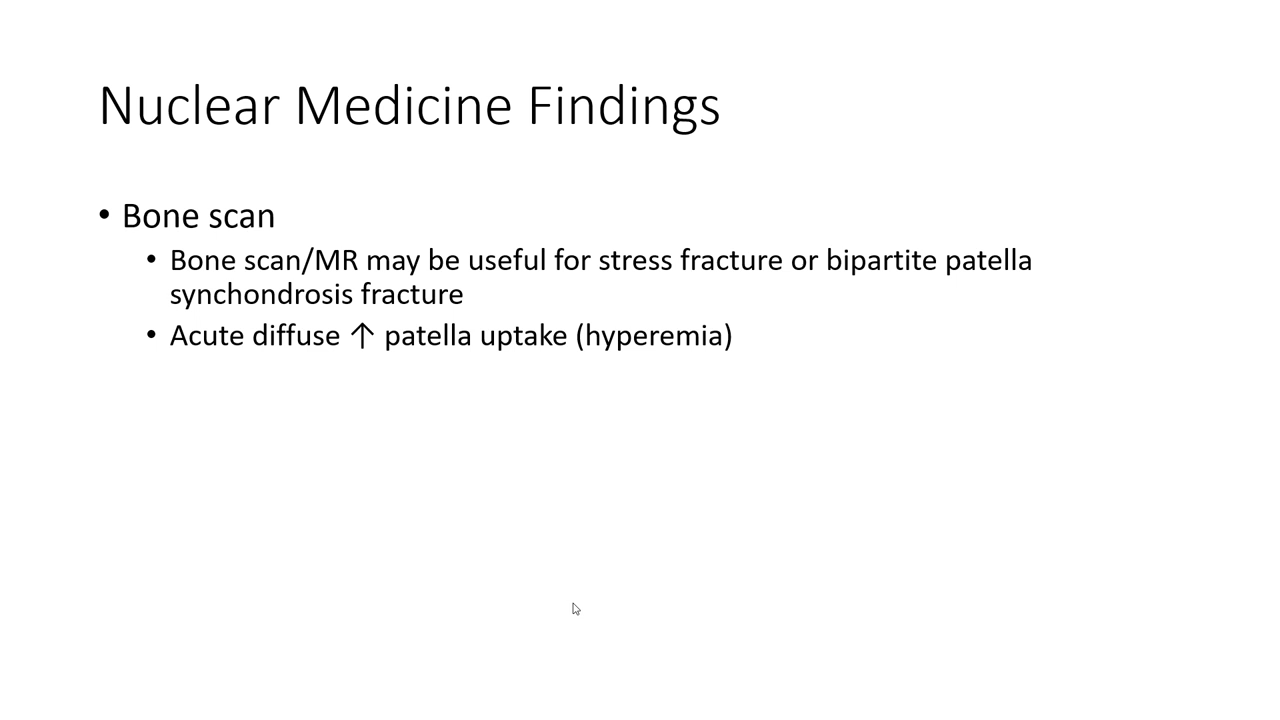 Nuclear Medicine Findings
• Bone scan
• Bone scan/MR may be useful for stress fracture or bipartite patella
synchondrosis fracture
• Acute diffuse ↑ patella uptake (hyperemia)